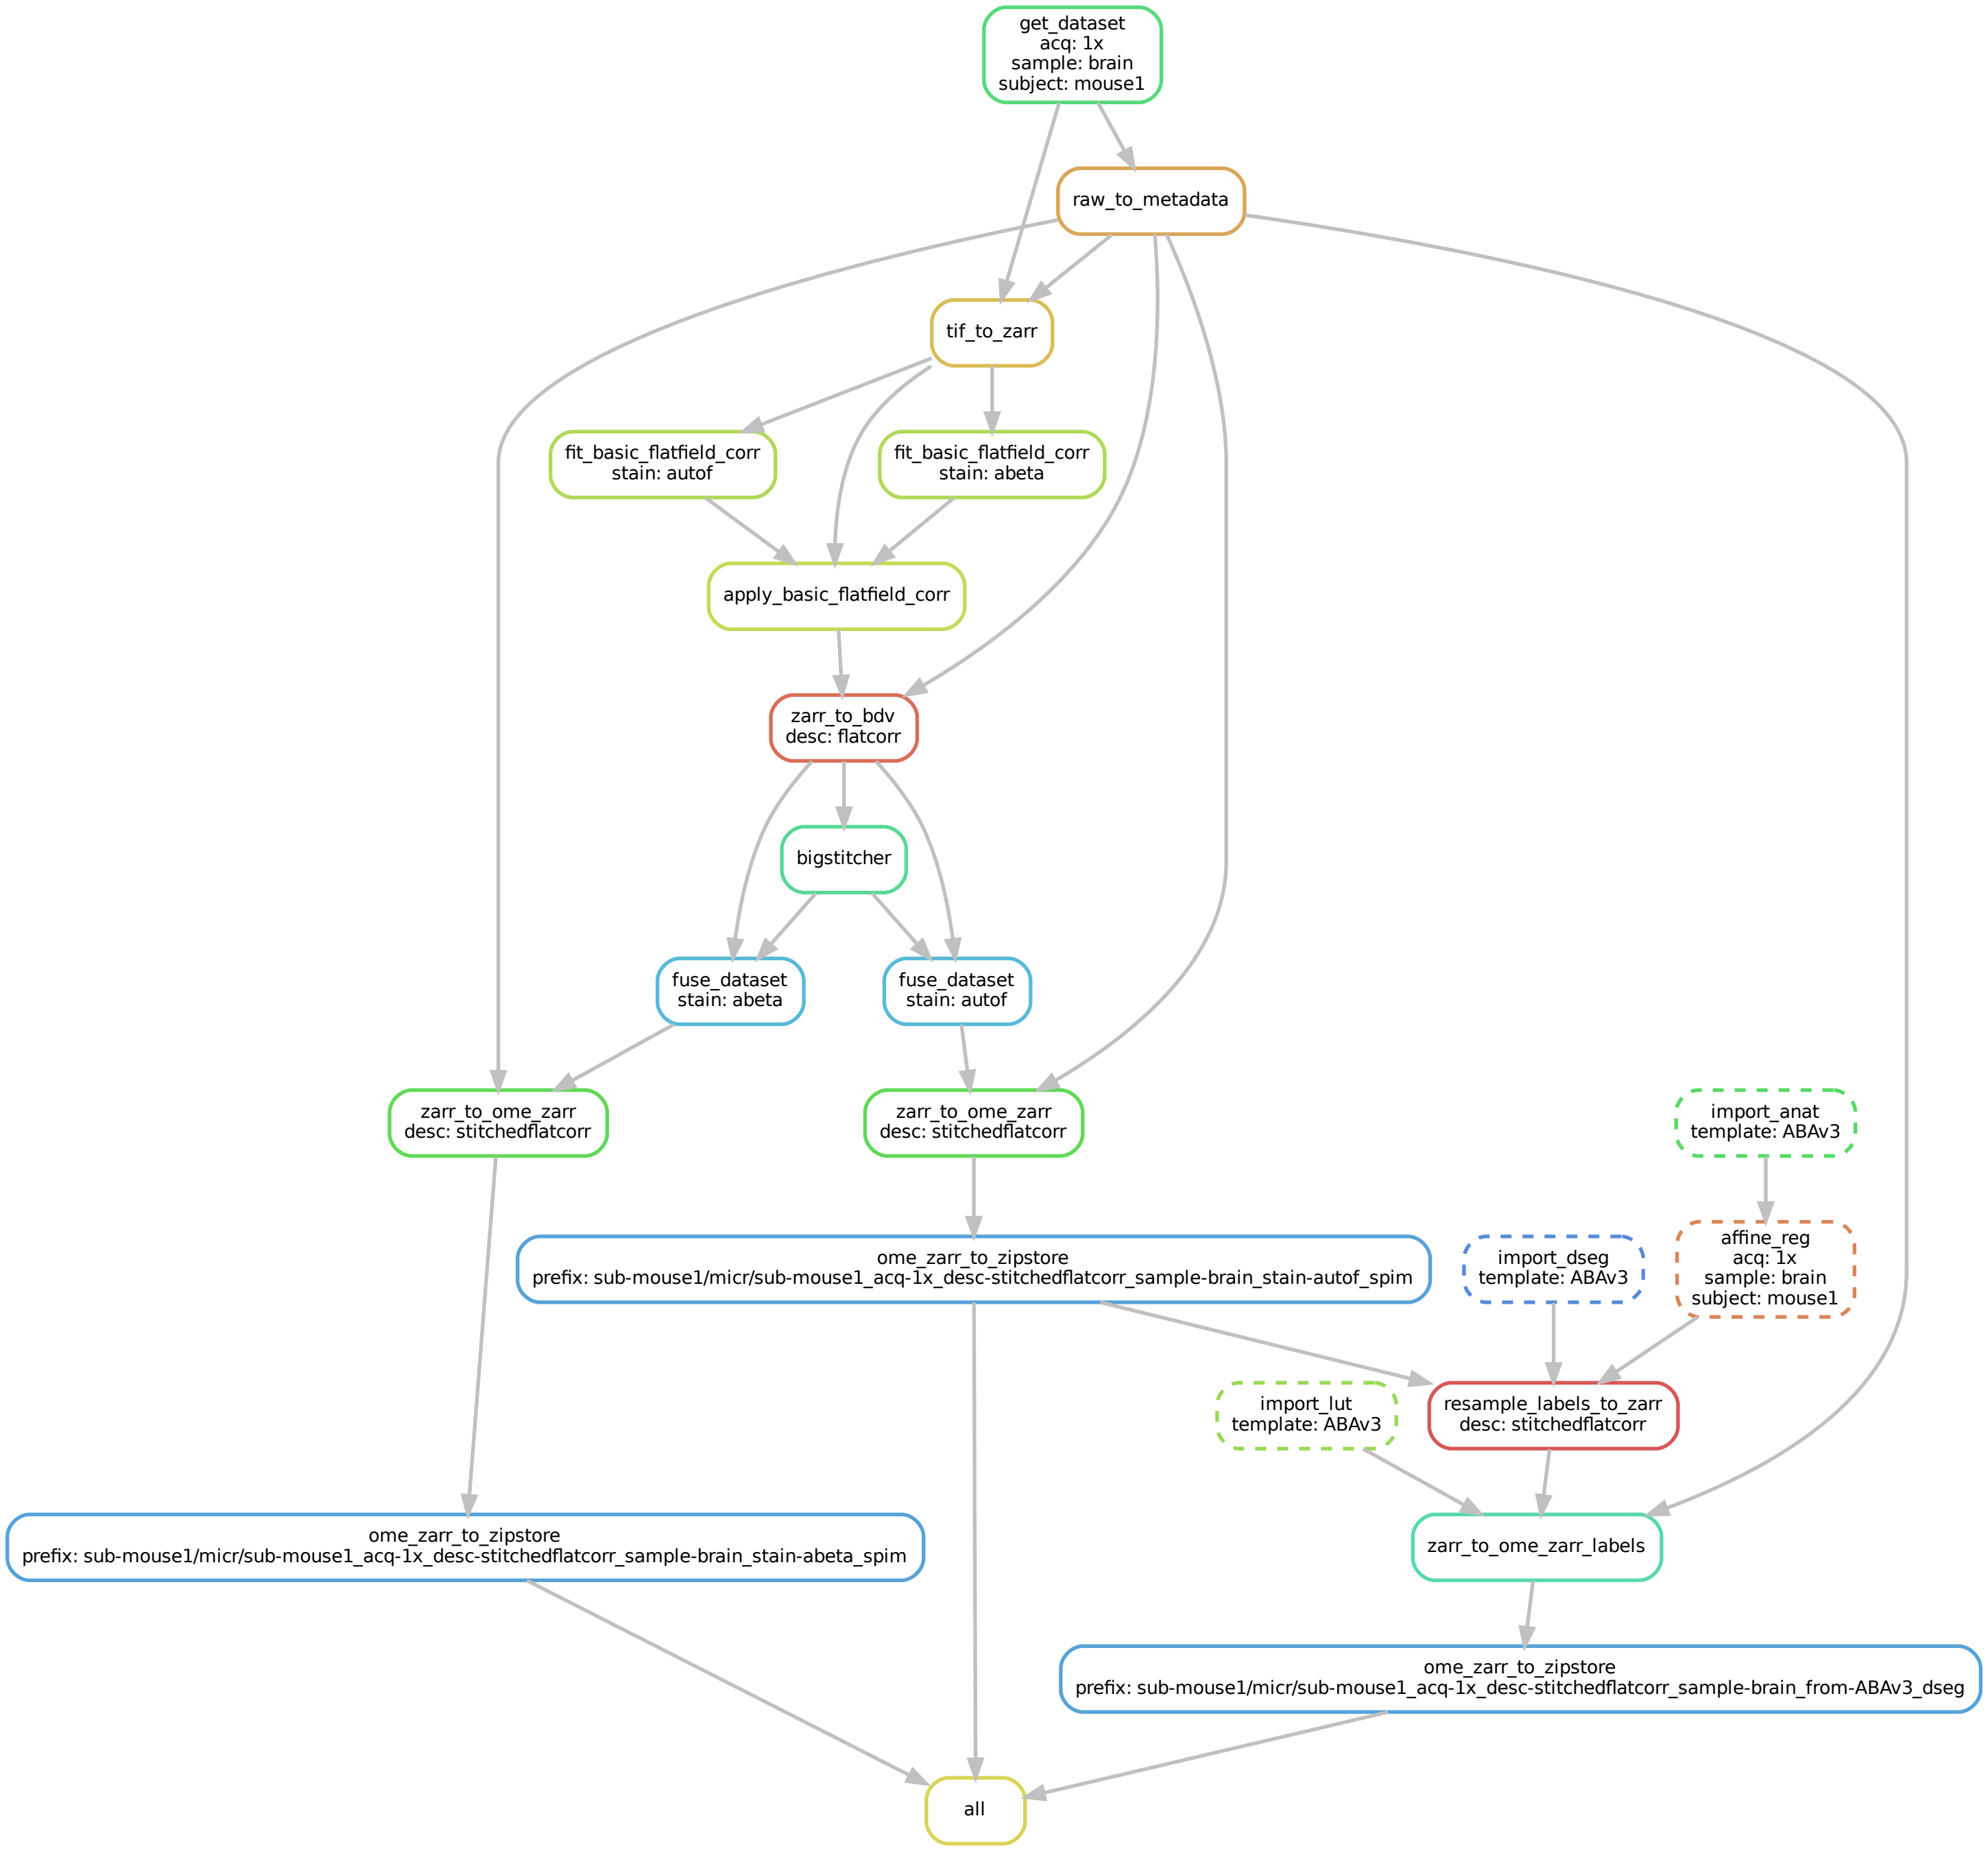 get_dataset
acq: 1x
sample: brain
subject: mouse1
raw_to_metadata
tif_to_zarr
fit_basic_flatfield_corr
stain: autof
fit_basic_flatfield_corr
stain: abeta
apply_basic_flatfield_corr
zarr_to_bdv
desc: flatcorr
bigstitcher
fuse_dataset
stain: abeta
fuse_dataset
stain: autof
zarr_to_ome_zarr
desc: stitchedflatcorr
zarr_to_ome_zarr
desc: stitchedflatcorr
import_anat
template: ABAv3
ome_zarr_to_zipstore
prefix: sub-mouse1/micr/sub-mouse1_acq-1x_desc-stitchedflatcorr_sample-brain_stain-autof_spim
import_dseg
template: ABAv3
affine_reg
acq: 1x
sample: brain
subject: mouse1
import_lut
template: ABAv3
resample_labels_to_zarr
desc: stitchedflatcorr
ome_zarr_to_zipstore
prefix: sub-mouse1/micr/sub-mouse1_acq-1x_desc-stitchedflatcorr_sample-brain_stain-abeta_spim
zarr_to_ome_zarr_labels
ome_zarr_to_zipstore
prefix: sub-mouse1/micr/sub-mouse1_acq-1x_desc-stitchedflatcorr_sample-brain_from-ABAv3_dseg
all